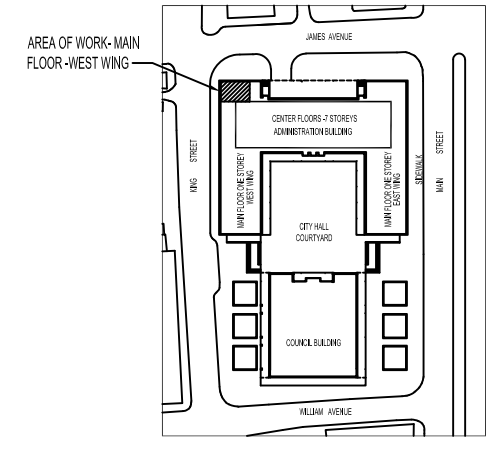 JAMES AVENUE
AREA OF WORK- MAIN
FLOOR -WEST WING
CENTER FLOORS -7 STOREYS
ADMINISTRATION BUILDING
KING STREET
MAIN FLOOR ONE STOREY
WEST WING
MAIN FLOOR ONE STOREY
EAST WING
SIDEWALK
MAIN STREET
CITY HALL
COURTYARD
COUNCIL BUILDING
WILLIAM AVENUE